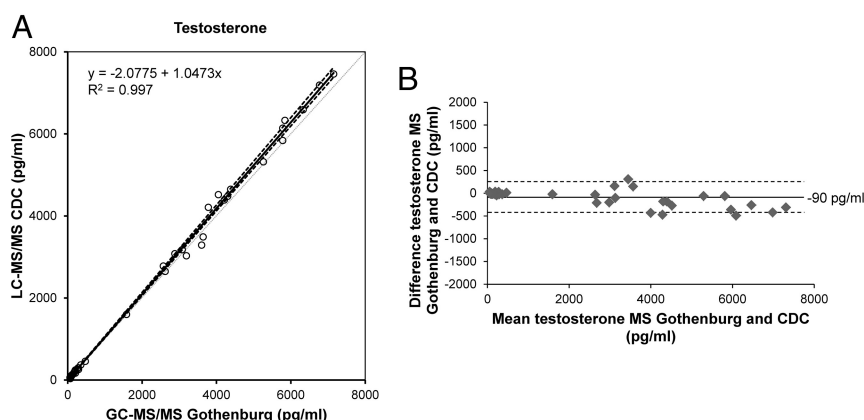 A
Testosterone
y = -2.0775 + 1.0473x
R² = 0.997
LC-MS/MS CDC (pg/ml)
8000
6000
4000
2000
0
0 2000 4000 6000 8000
GC-MS/MS Gothenburg (pg/ml)
B
Difference testosterone MS
Gothenburg and CDC (pg/ml)
2000
1500
1000
500
0
-500
-1000
-1500
-2000
-90 pg/ml
0 2000 4000 6000 8000
Mean testosterone MS Gothenburg and CDC
(pg/ml)